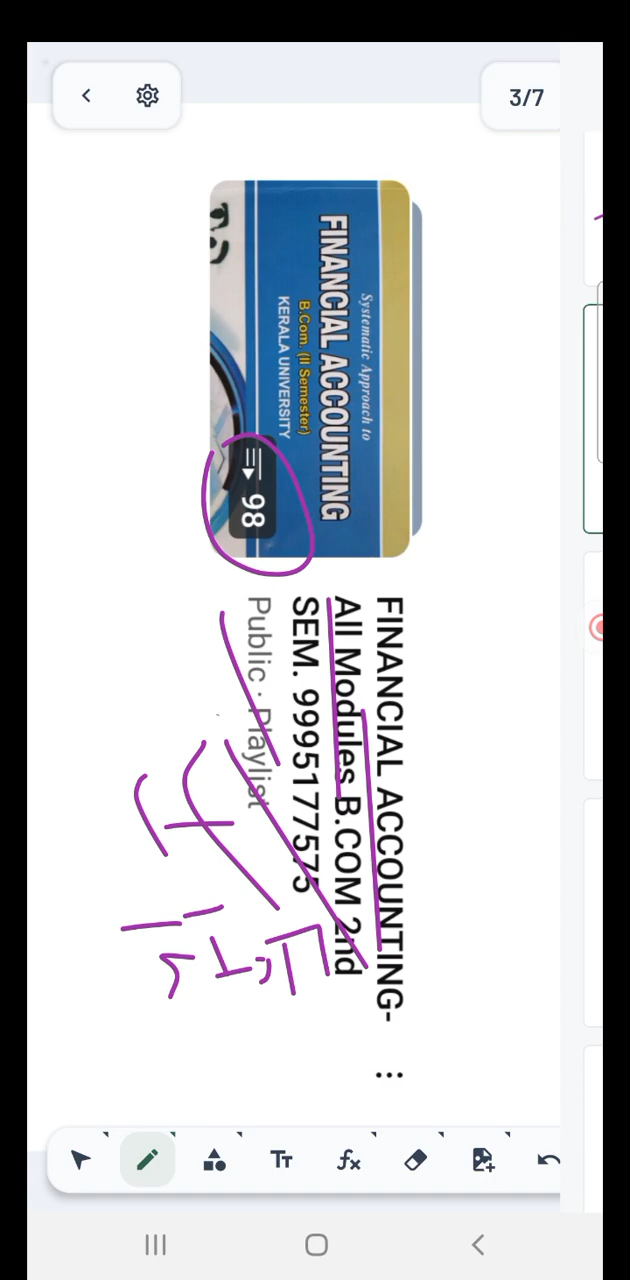 3/7
Systematic Approach to
FINANCIAL ACCOUNTING
B.Com. (II Semester)
KERALA UNIVERSITY
98
FINANCIAL ACCOUNTING-
All Modules B.COM 2nd
SEM. 9995177575
Public · Playlist